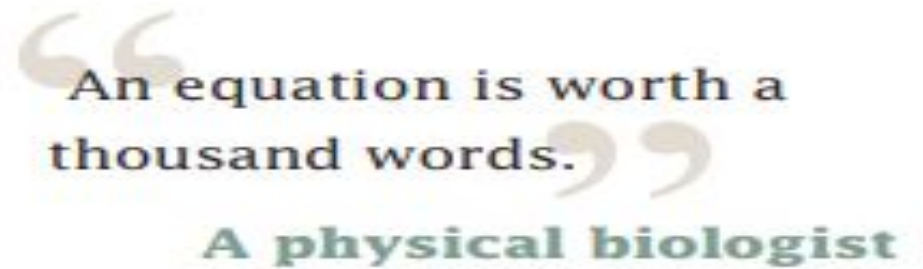 “An equation is worth a
thousand words.”
A physical biologist